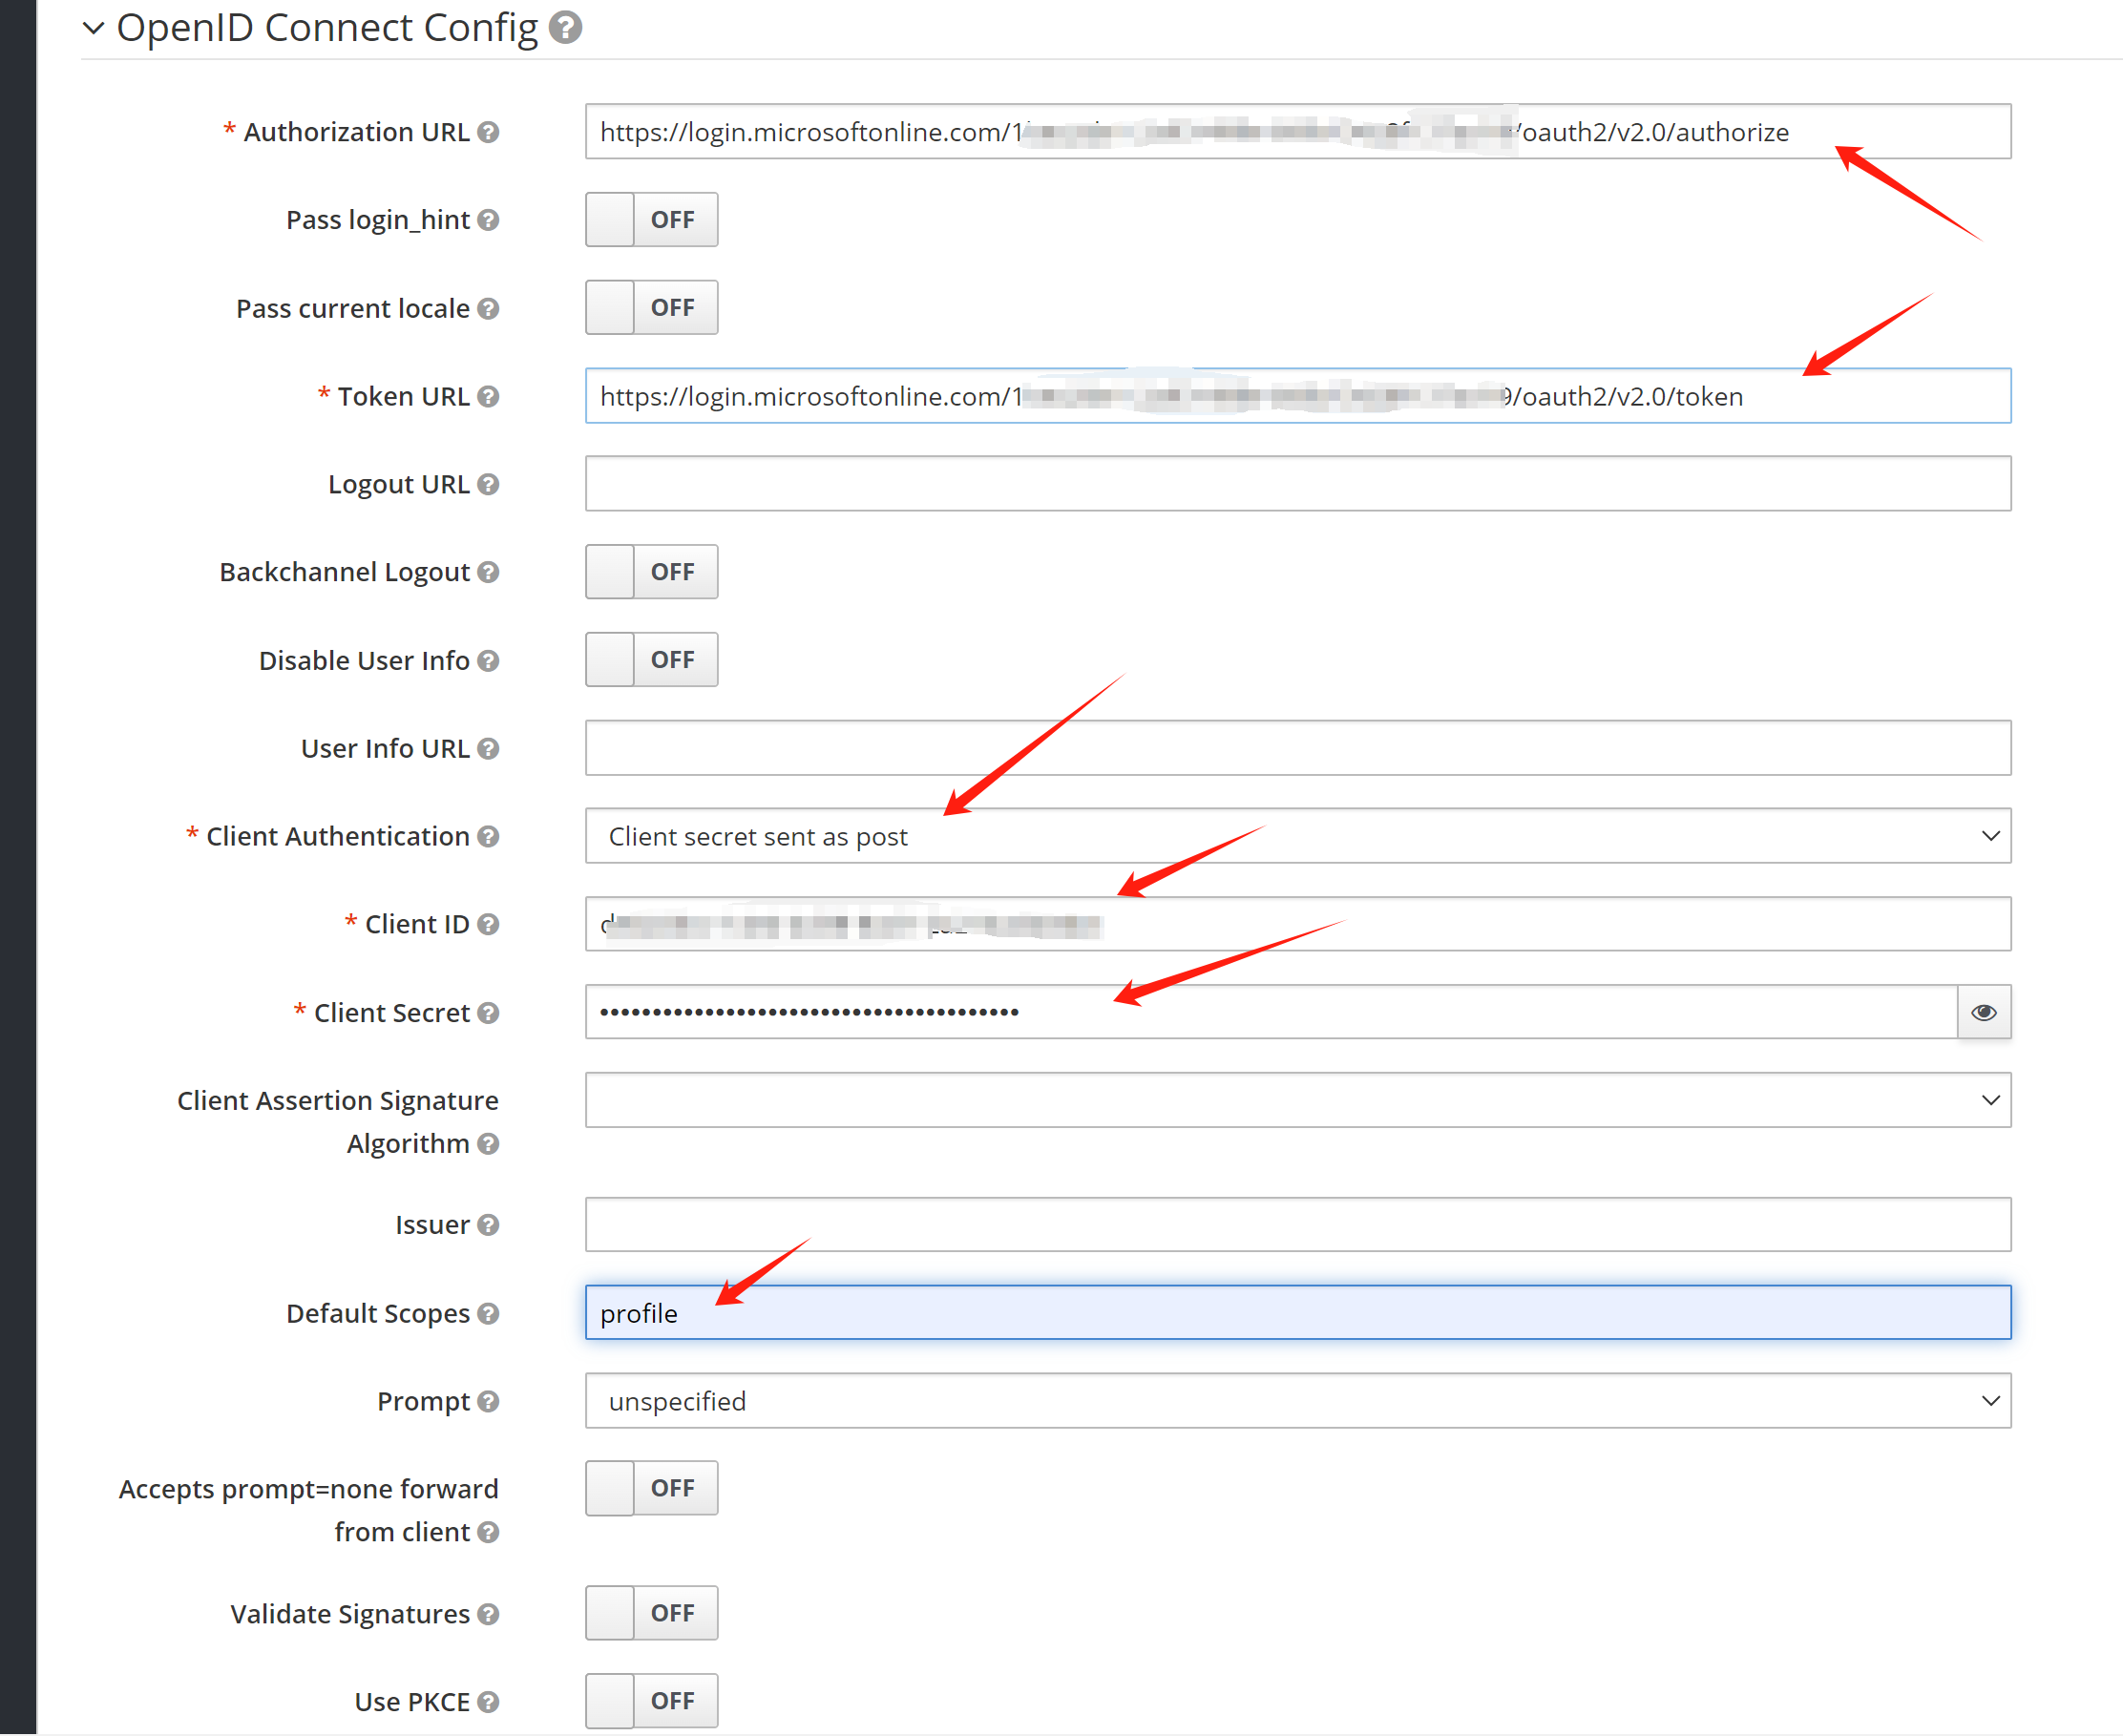 OpenID Connect Config
* Authorization URL
https://login.microsoftonline.com/1 /oauth2/v2.0/authorize
Pass login_hint
OFF
Pass current locale
OFF
* Token URL
https://login.microsoftonline.com/1 9/oauth2/v2.0/token
Logout URL
Backchannel Logout
OFF
Disable User Info
OFF
User Info URL
* Client Authentication
Client secret sent as post
* Client ID
* Client Secret
••••••••••••••••••••••••••••••••••••••••
Client Assertion Signature
Algorithm
Issuer
Default Scopes
profile
Prompt
unspecified
Accepts prompt=none forward
from client
OFF
Validate Signatures
OFF
Use PKCE
OFF